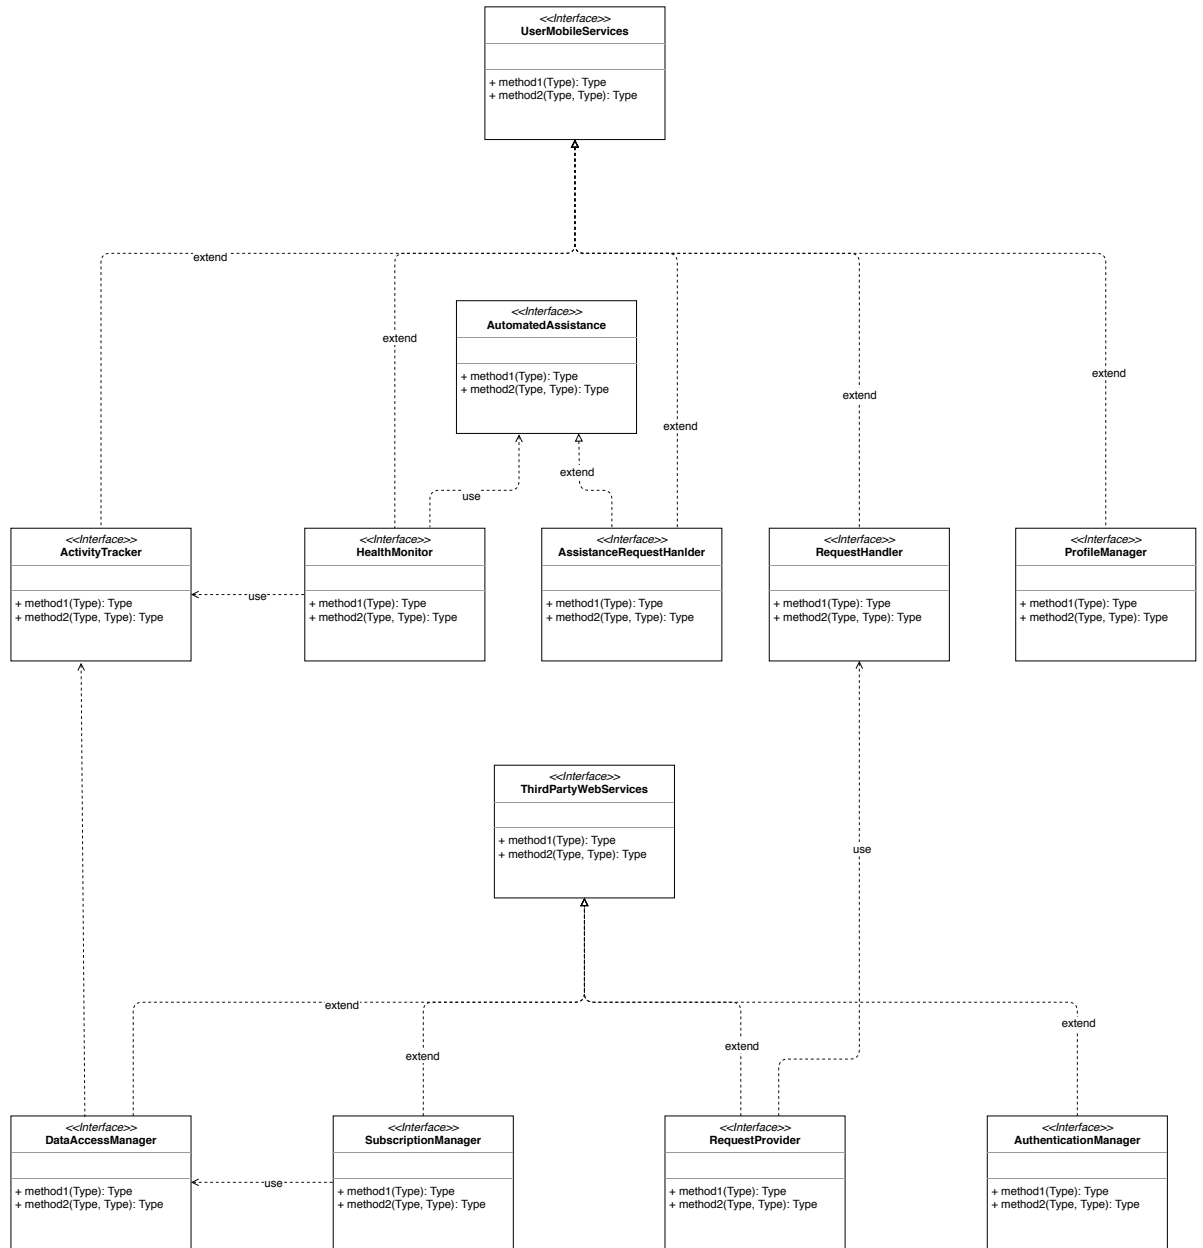 <<Interface>>
UserMobileServices
+ method1(Type): Type
+ method2(Type, Type): Type
extend
<<Interface>>
AutomatedAssistance
+ method1(Type): Type
+ method2(Type, Type): Type
extend
extend
extend
extend
extend
use
<<Interface>>
ActivityTracker
+ method1(Type): Type
+ method2(Type, Type): Type
use
<<Interface>>
HealthMonitor
+ method1(Type): Type
+ method2(Type, Type): Type
<<Interface>>
AssistanceRequestHanlder
+ method1(Type): Type
+ method2(Type, Type): Type
<<Interface>>
RequestHandler
+ method1(Type): Type
+ method2(Type, Type): Type
<<Interface>>
ProfileManager
+ method1(Type): Type
+ method2(Type, Type): Type
<<Interface>>
ThirdPartyWebServices
+ method1(Type): Type
+ method2(Type, Type): Type
use
extend
extend
extend
extend
<<Interface>>
DataAccessManager
+ method1(Type): Type
+ method2(Type, Type): Type
use
<<Interface>>
SubscriptionManager
+ method1(Type): Type
+ method2(Type, Type): Type
<<Interface>>
RequestProvider
+ method1(Type): Type
+ method2(Type, Type): Type
<<Interface>>
AuthenticationManager
+ method1(Type): Type
+ method2(Type, Type): Type